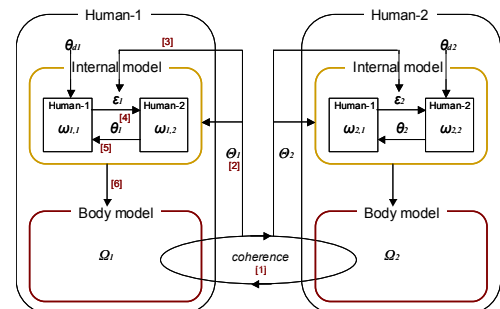 Human-1
Human-2
θd1
[3]
θd2
Internal model
Internal model
ε1
ε2
Human-1
Human-2
Human-1
Human-2
[4]
ω1,1
θ1
ω1,2
ω2,1
θ2
ω2,2
[5]
Θ1
Θ2
[2]
[6]
Body model
Body model
Ω1
coherence
Ω2
[1]